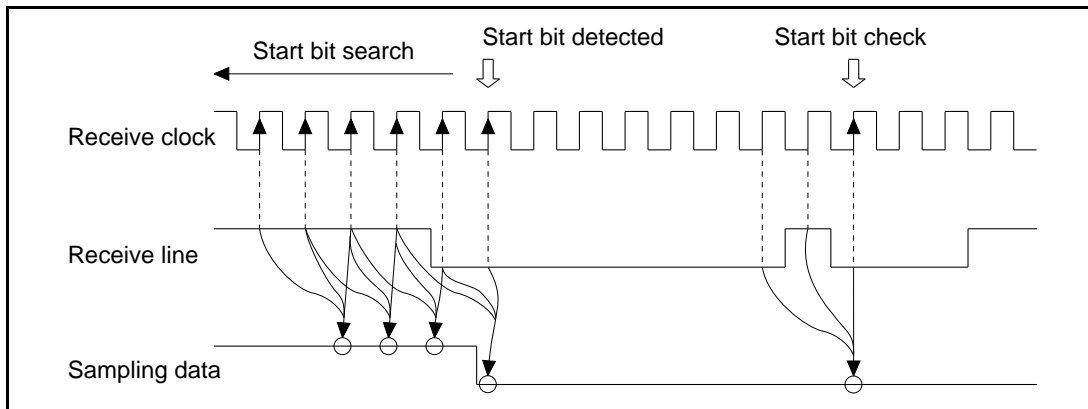 Start bit search
Start bit detected
Start bit check
Receive clock
Receive line
Sampling data